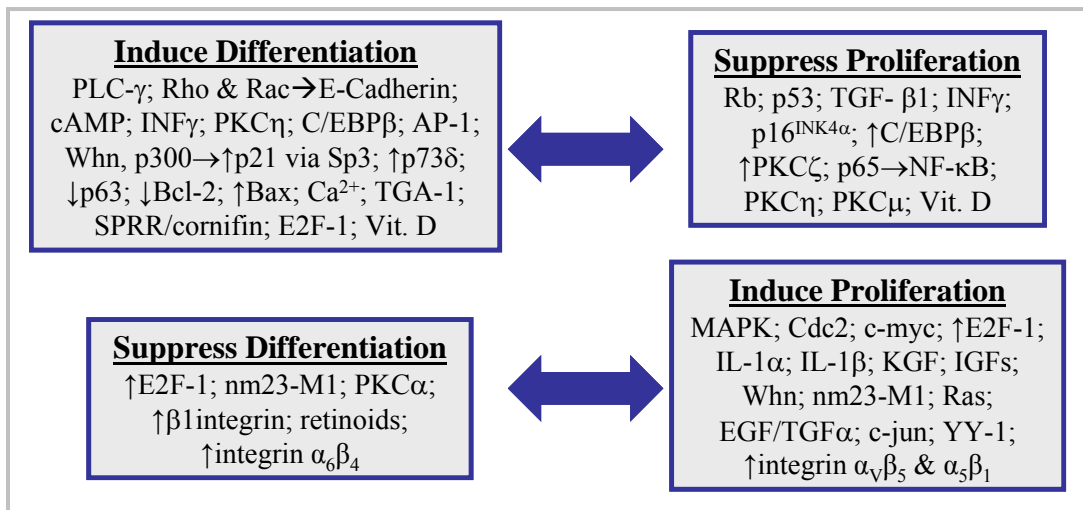 Induce Differentiation
PLC-γ; Rho & Rac➔E-Cadherin;
cAMP; INFγ; PKCη; C/EBPβ; AP-1;
Whn, p300→↑p21 via Sp3; ↑p73δ;
↓p63; ↓Bcl-2; ↑Bax; Ca²⁺; TGA-1;
SPRR/cornifin; E2F-1; Vit. D
Suppress Proliferation
Rb; p53; TGF- β1; INFγ;
p16^INK4α; ↑C/EBPβ;
↑PKCζ; p65→NF-κB;
PKCη; PKCμ; Vit. D
Suppress Differentiation
↑E2F-1; nm23-M1; PKCα;
↑β1integrin; retinoids;
↑integrin α₆β₄
Induce Proliferation
MAPK; Cdc2; c-myc; ↑E2F-1;
IL-1α; IL-1β; KGF; IGFs;
Whn; nm23-M1; Ras;
EGF/TGFα; c-jun; YY-1;
↑integrin α_Vβ₅ & α₅β₁